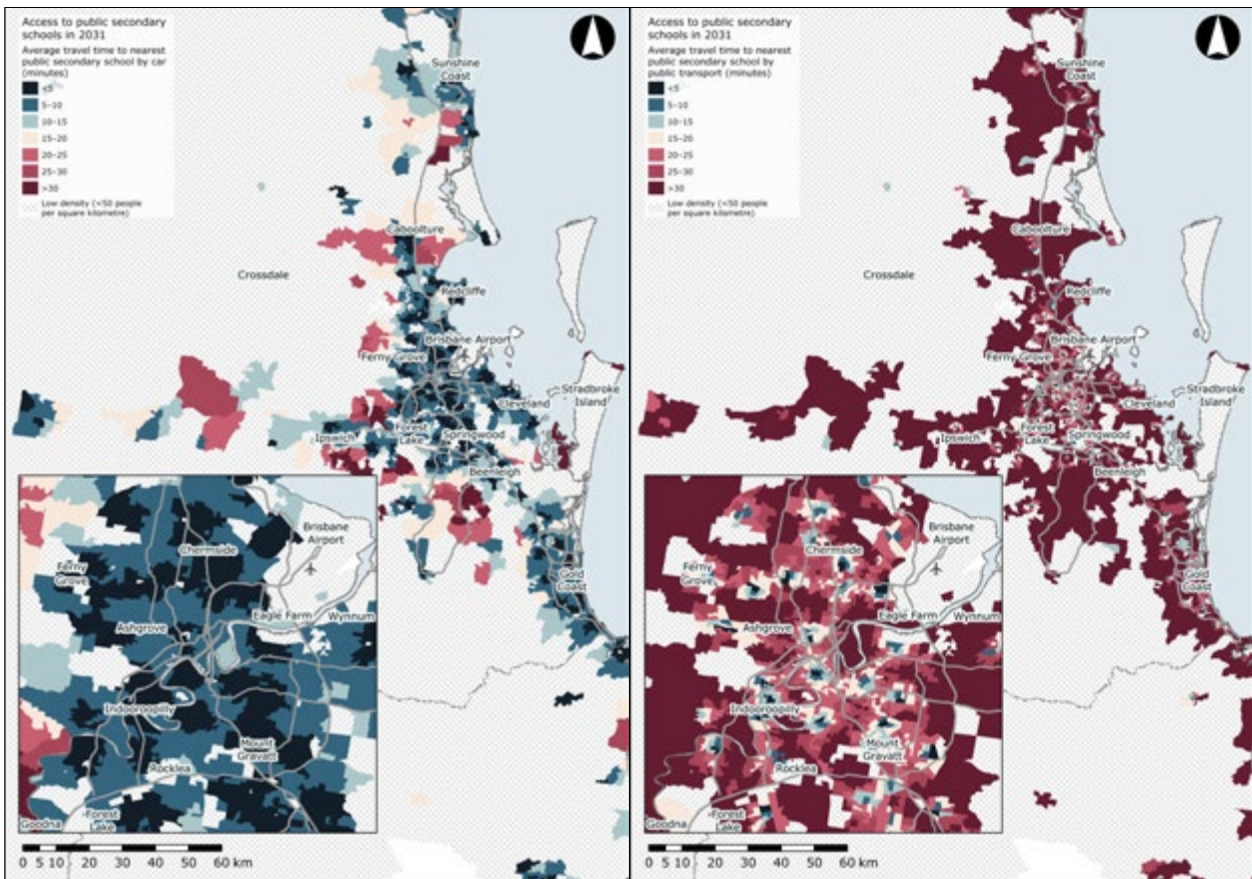 Access to public secondary
schools in 2031
Average travel time to nearest
public secondary school by car
(minutes)
<5
5–10
10–15
15–20
20–25
25–30
>30
Low density (<50 people
per square kilometre)
Sunshine
Coast
Caboolture
Crossdale
Redcliffe
Brisbane Airport
Ferny Grove
Stradbroke
Island
Cleveland
Forest
Lake
Ipswich
Springwood
Beenleigh
Gold
Coast
Brisbane
Airport
Chermside
Ferny
Grove
Eagle Farm
Wynnum
Ashgrove
Indooroopilly
Mount
Gravatt
Rocklea
Forest
Lake
Goodna
0 5 10 20 30 40 50 60 km
Access to public secondary
schools in 2031
Average travel time to nearest
public secondary school by
public transport (minutes)
<5
5–10
10–15
15–20
20–25
25–30
>30
Low density (<50 people
per square kilometre)
Sunshine
Coast
Caboolture
Crossdale
Redcliffe
Brisbane Airport
Ferny Grove
Stradbroke
Island
Cleveland
Forest
Lake
Ipswich
Springwood
Beenleigh
Gold
Coast
Brisbane
Airport
Chermside
Ferny
Grove
Eagle Farm
Wynnum
Ashgrove
Indooroopilly
Mount
Gravatt
Rocklea
Forest
Lake
Goodna
0 5 10 20 30 40 50 60 km